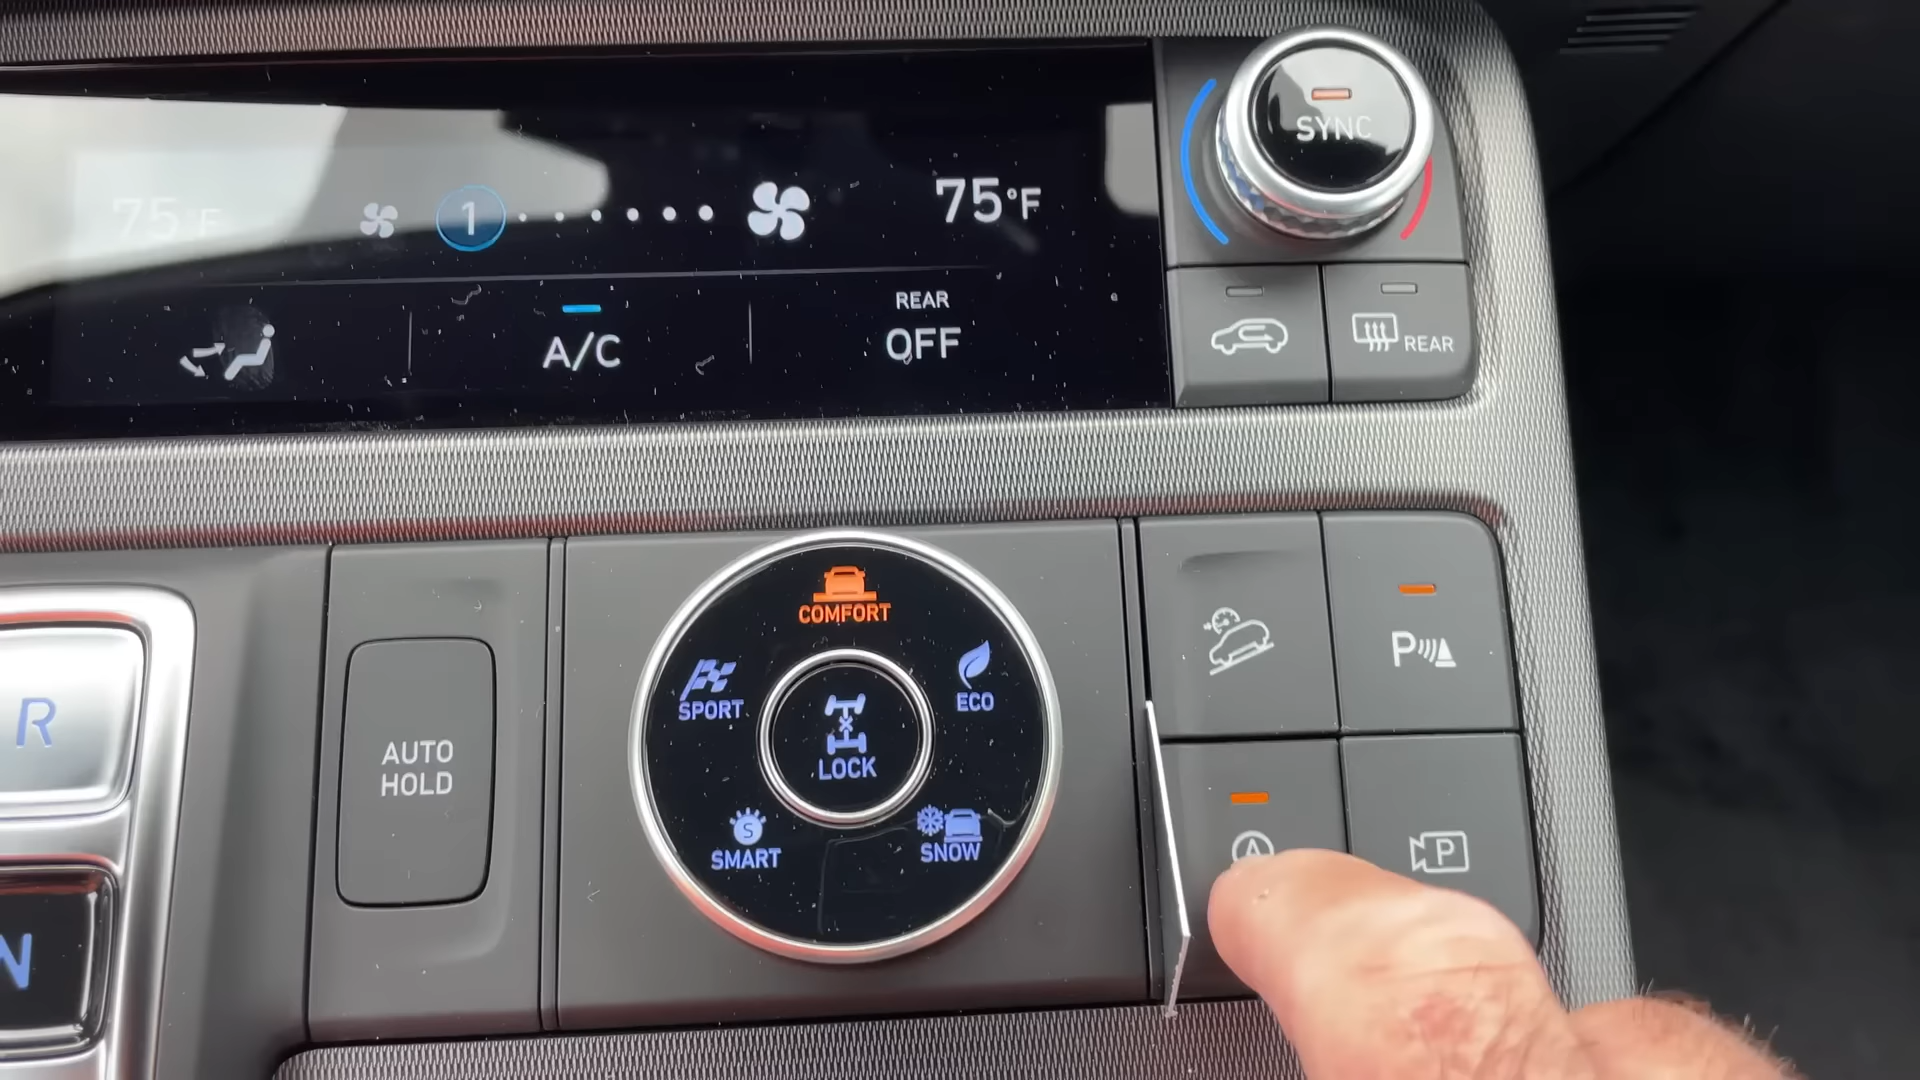 SYNC
75°F
1
75°F
REAR
OFF
A/C
REAR
COMFORT
SPORT
ECO
LOCK
SMART
SNOW
AUTO
HOLD
R
N
P
A
P